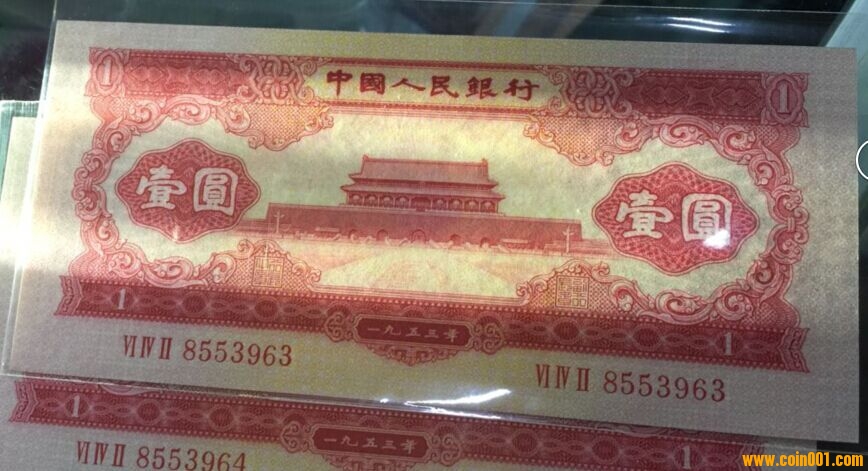 1 中國人民銀行 1
壹圓 壹圓
1 一九五三年 1
VI IV II 8553963 VI IV II 8553963
1 一九五三年 1
VI IV II 8553964
www.coin001.com